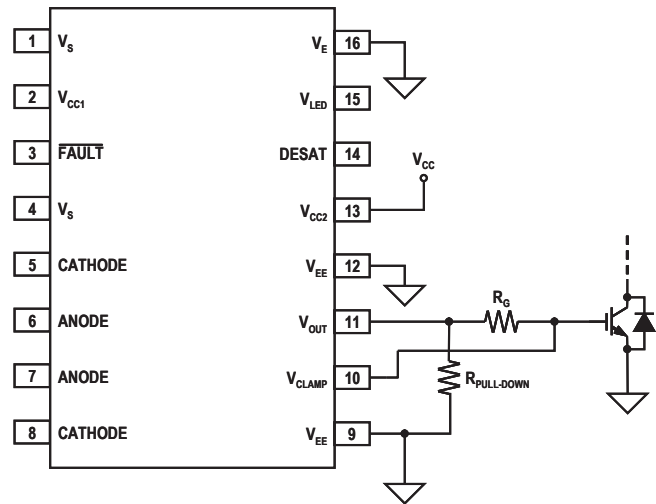 1 VS VE 16
2 VCC1 VLED 15
3 FAULT DESAT 14
VCC
4 VS VCC2 13
5 CATHODE VEE 12
RG
6 ANODE VOUT 11
7 ANODE VCLAMP 10
RPULL-DOWN
8 CATHODE VEE 9